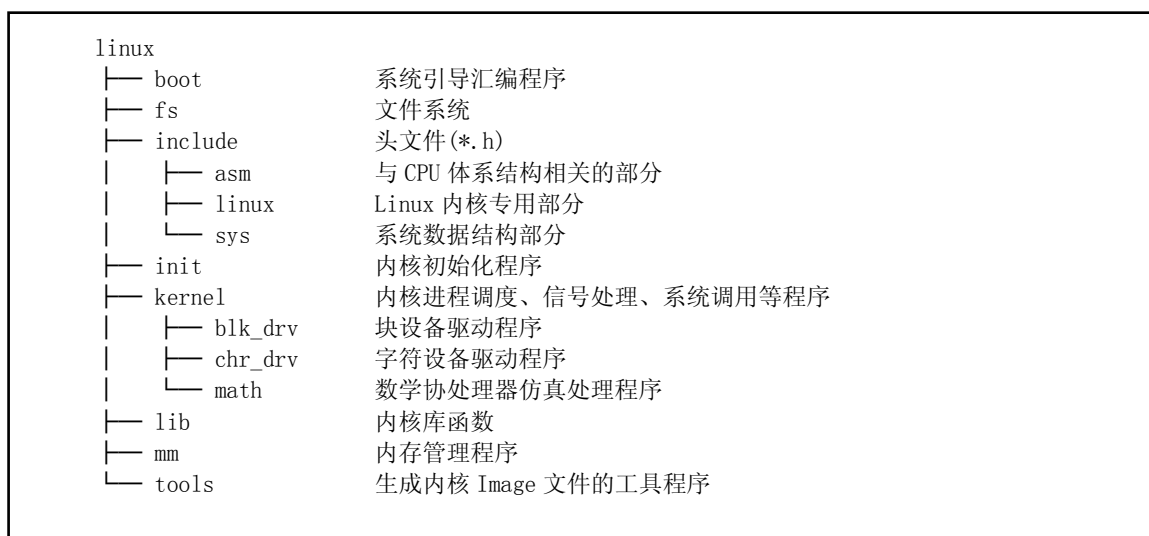 linux
├── boot 系统引导汇编程序
├── fs 文件系统
├── include 头文件(*.h)
│ ├── asm 与 CPU 体系结构相关的部分
│ ├── linux Linux 内核专用部分
│ └── sys 系统数据结构部分
├── init 内核初始化程序
├── kernel 内核进程调度、信号处理、系统调用等程序
│ ├── blk_drv 块设备驱动程序
│ ├── chr_drv 字符设备驱动程序
│ └── math 数学协处理器仿真处理程序
├── lib 内核库函数
├── mm 内存管理程序
└── tools 生成内核 Image 文件的工具程序